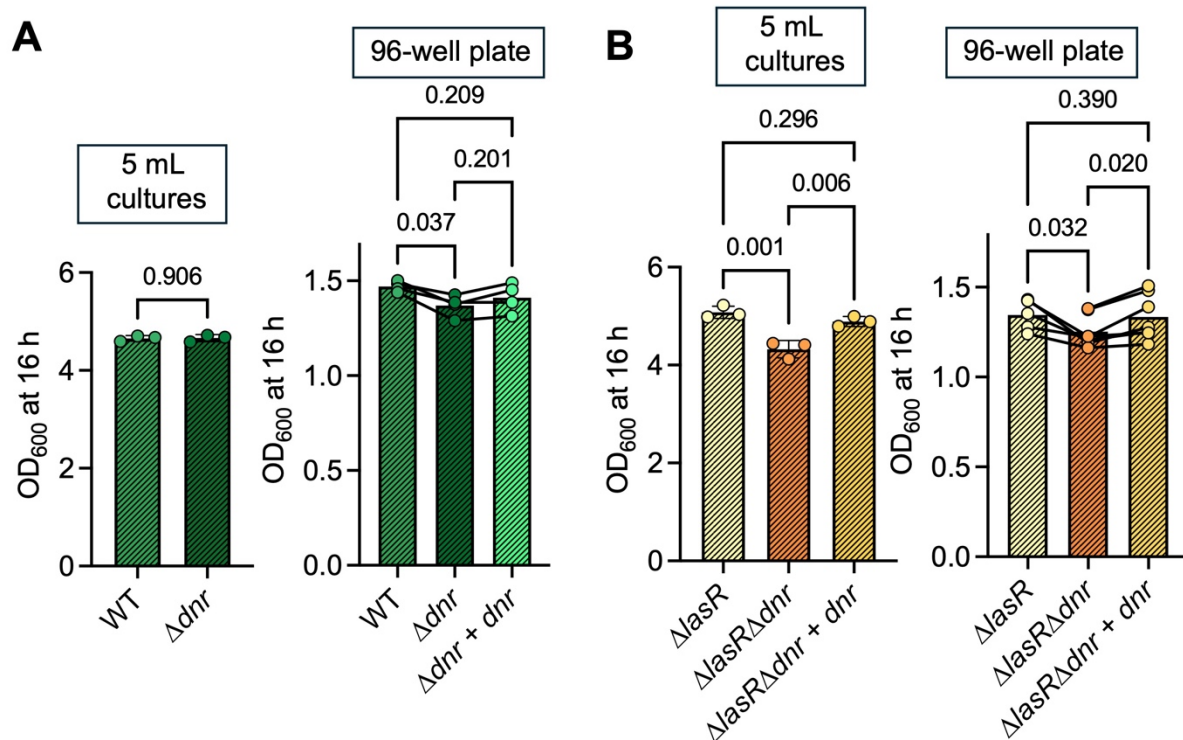 A
5 mL
cultures
0.906
OD600 at 16 h
6
4
2
0
WT
Δdnr
96-well plate
0.209
0.201
0.037
OD600 at 16 h
1.5
1.0
0.5
0.0
WT
Δdnr
Δdnr + dnr
B
5 mL
cultures
0.296
0.006
0.001
OD600 at 16 h
6
4
2
0
ΔlasR
ΔlasRΔdnr
ΔlasRΔdnr + dnr
96-well plate
0.390
0.020
0.032
OD600 at 16 h
1.5
1.0
0.5
0.0
ΔlasR
ΔlasRΔdnr
ΔlasRΔdnr + dnr